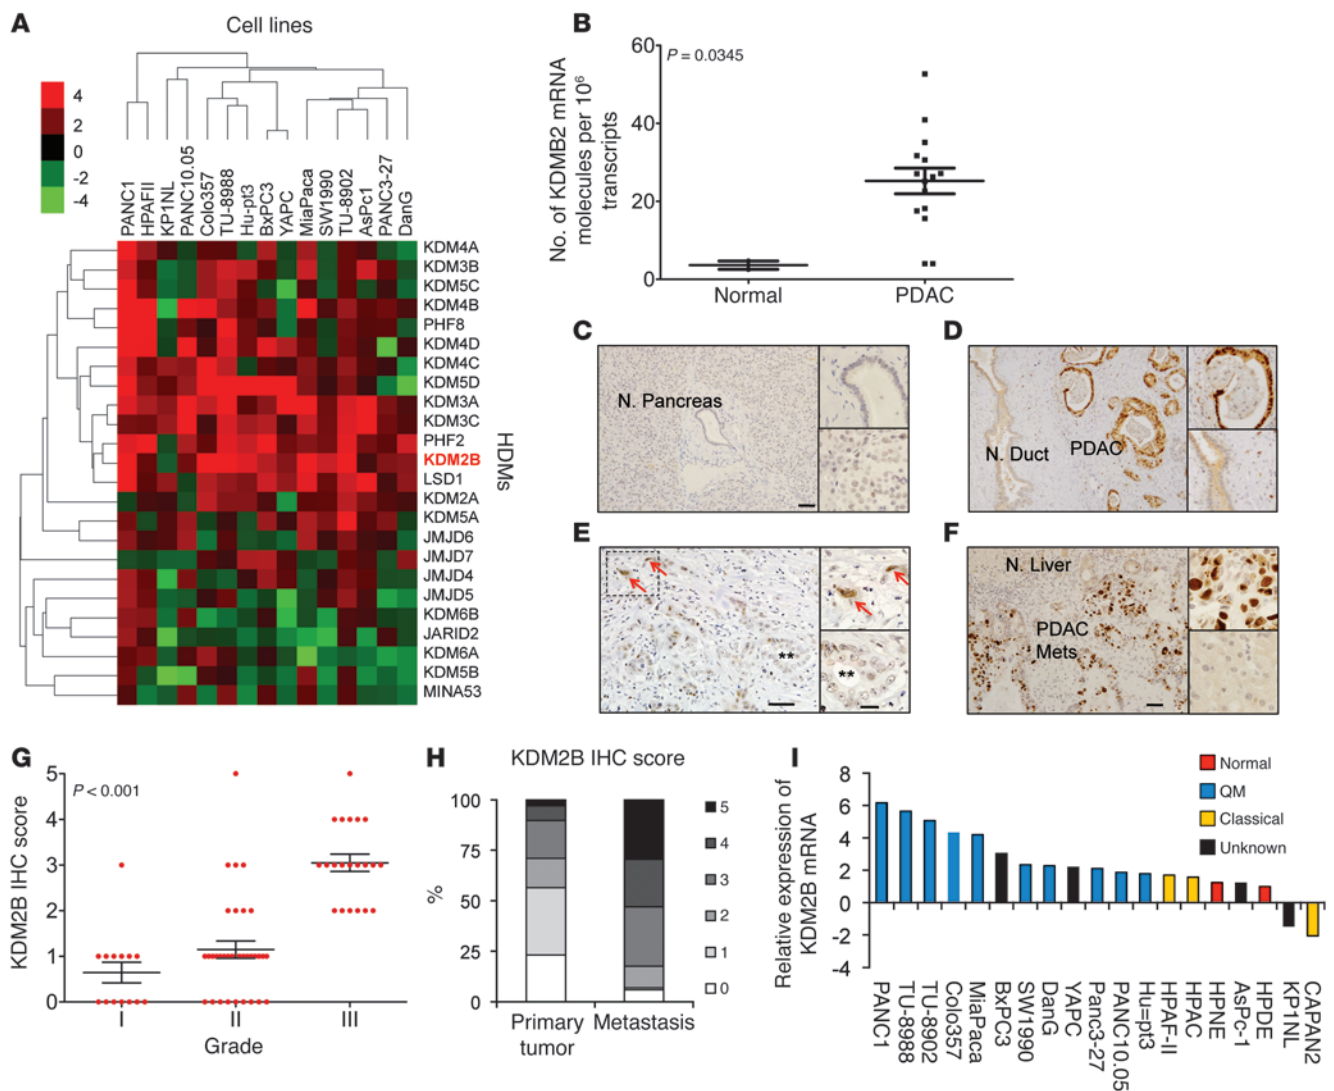 A
Cell lines
4
2
0
-2
-4
PANC1
HPAFII
KP1NL
PANC10.05
Colo357
TU-8988
Hu-pt3
BxPC3
YAPC
MiaPaca
SW1990
TU-8902
AsPc1
PANC3-27
DanG
KDM4A
KDM3B
KDM5C
KDM4B
PHF8
KDM4D
KDM4C
KDM5D
KDM3A
KDM3C
PHF2
KDM2B
LSD1
KDM2A
KDM5A
JMJD6
JMJD7
JMJD4
JMJD5
KDM6B
JARID2
KDM6A
KDM5B
MINA53
HDMs
B
No. of KDMB2 mRNA
molecules per 10⁶
transcripts
60
40
20
0
P = 0.0345
Normal
PDAC
C
N. Pancreas
D
N. Duct
PDAC
E
**
**
F
N. Liver
PDAC
Mets
G
KDM2B IHC score
5
4
3
2
1
0
P < 0.001
I
II
III
Grade
H
KDM2B IHC score
%
100
75
50
25
0
Primary
tumor
Metastasis
5
4
3
2
1
0
I
Relative expression of
KDM2B mRNA
8
6
4
2
0
-2
-4
Normal
QM
Classical
Unknown
PANC1
TU-8988
TU-8902
Colo357
MiaPaca
BxPC3
SW1990
DanG
YAPC
Panc3-27
PANC10.05
Hu=pt3
HPAF-II
HPAC
HPNE
AsPc-1
HPDE
KP1NL
CAPAN2